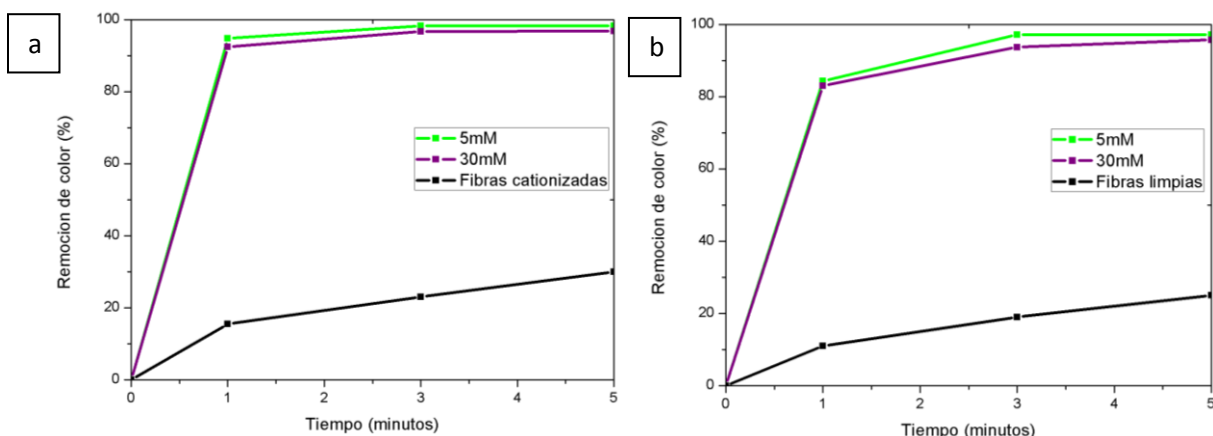 a
Remocion de color (%)
100
80
60
40
20
0
5mM
30mM
Fibras cationizadas
0
1
2
3
4
5
Tiempo (minutos)
b
Remocion de color (%)
100
80
60
40
20
0
5mM
30mM
Fibras limpias
0
1
2
3
4
5
Tiempo (minutos)